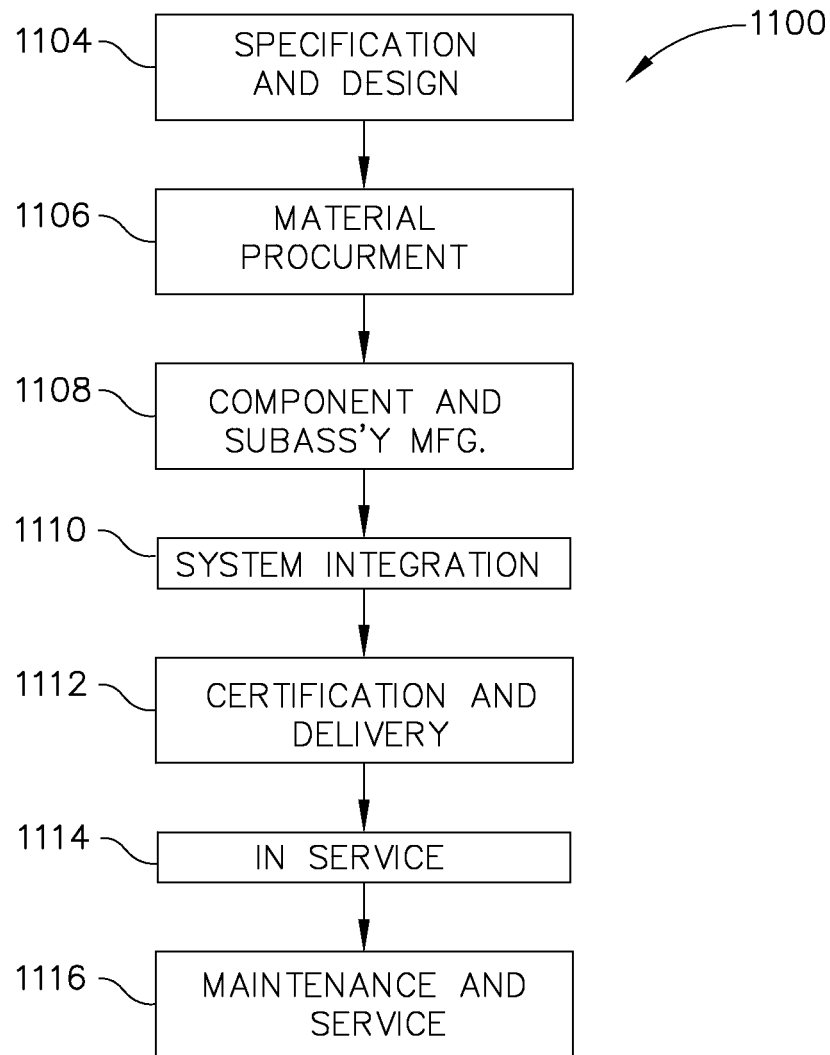 1100
1104
SPECIFICATION
AND DESIGN
1106
MATERIAL
PROCURMENT
1108
COMPONENT AND
SUBASS'Y MFG.
1110
SYSTEM INTEGRATION
1112
CERTIFICATION AND
DELIVERY
1114
IN SERVICE
1116
MAINTENANCE AND
SERVICE